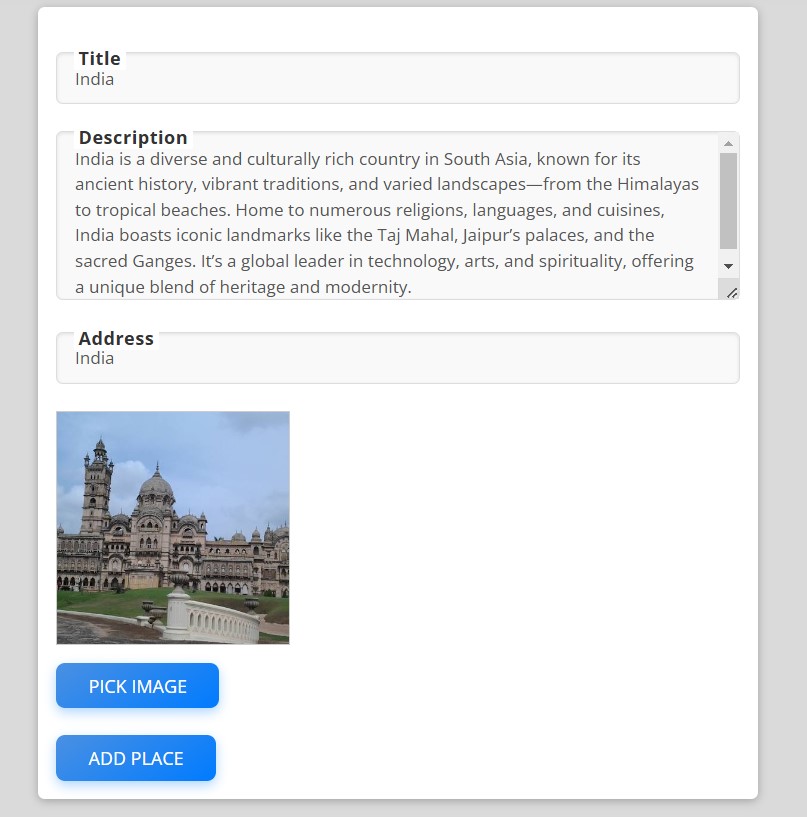 Title
India
Description
India is a diverse and culturally rich country in South Asia, known for its
ancient history, vibrant traditions, and varied landscapes—from the Himalayas
to tropical beaches. Home to numerous religions, languages, and cuisines,
India boasts iconic landmarks like the Taj Mahal, Jaipur’s palaces, and the
sacred Ganges. It’s a global leader in technology, arts, and spirituality, offering
a unique blend of heritage and modernity.
Address
India
PICK IMAGE
ADD PLACE